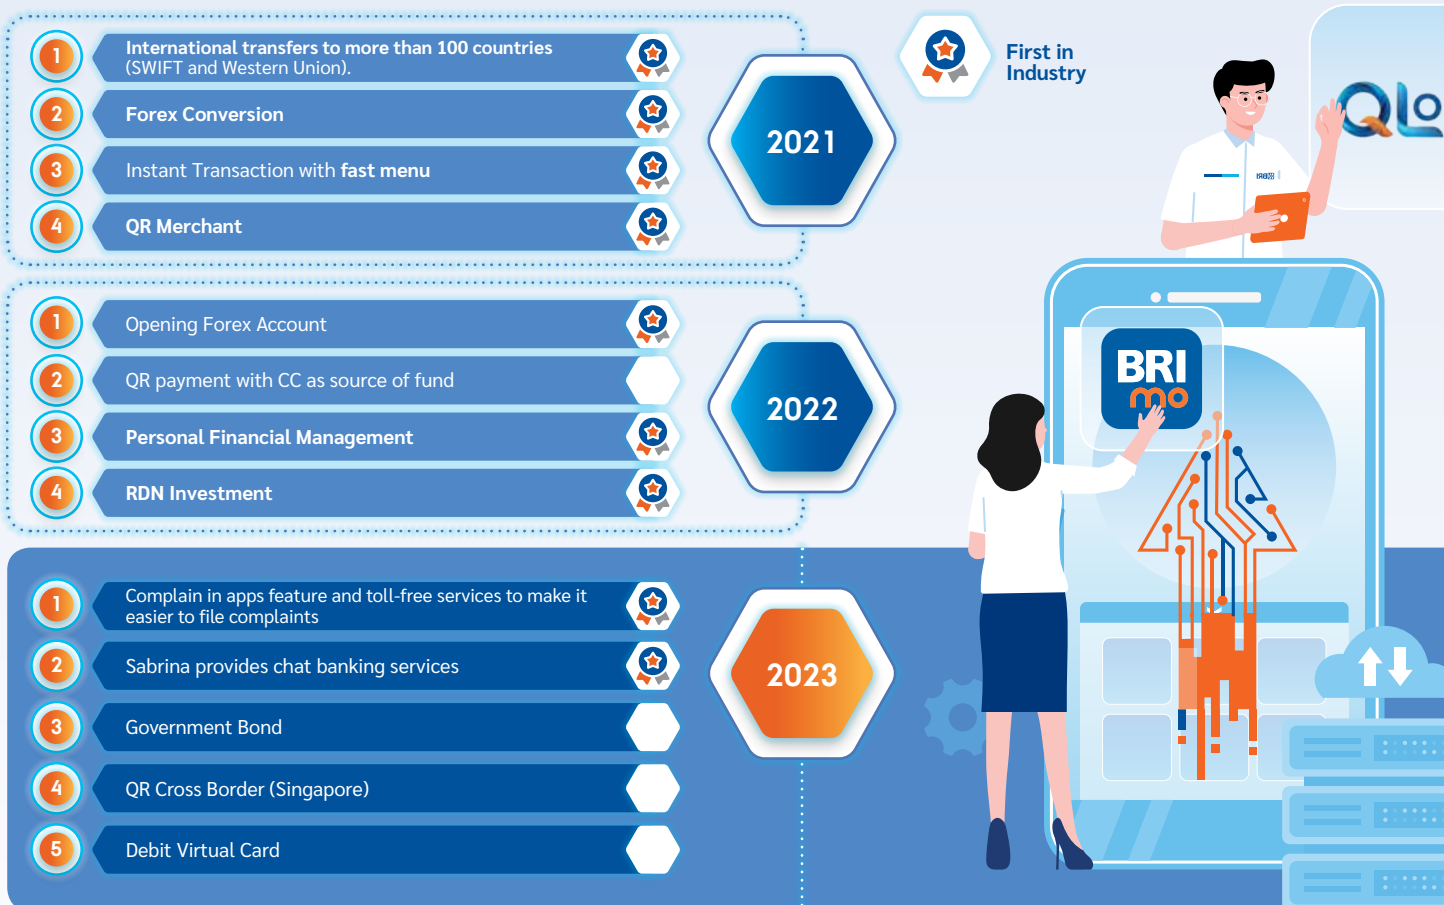 1
International transfers to more than 100 countries
(SWIFT and Western Union).
2
Forex Conversion
3
Instant Transaction with fast menu
4
QR Merchant
2021
First in
Industry
QLo
1
Opening Forex Account
2
QR payment with CC as source of fund
3
Personal Financial Management
4
RDN Investment
2022
BRI
mo
1
Complain in apps feature and toll-free services to make it
easier to file complaints
2
Sabrina provides chat banking services
3
Government Bond
4
QR Cross Border (Singapore)
5
Debit Virtual Card
2023